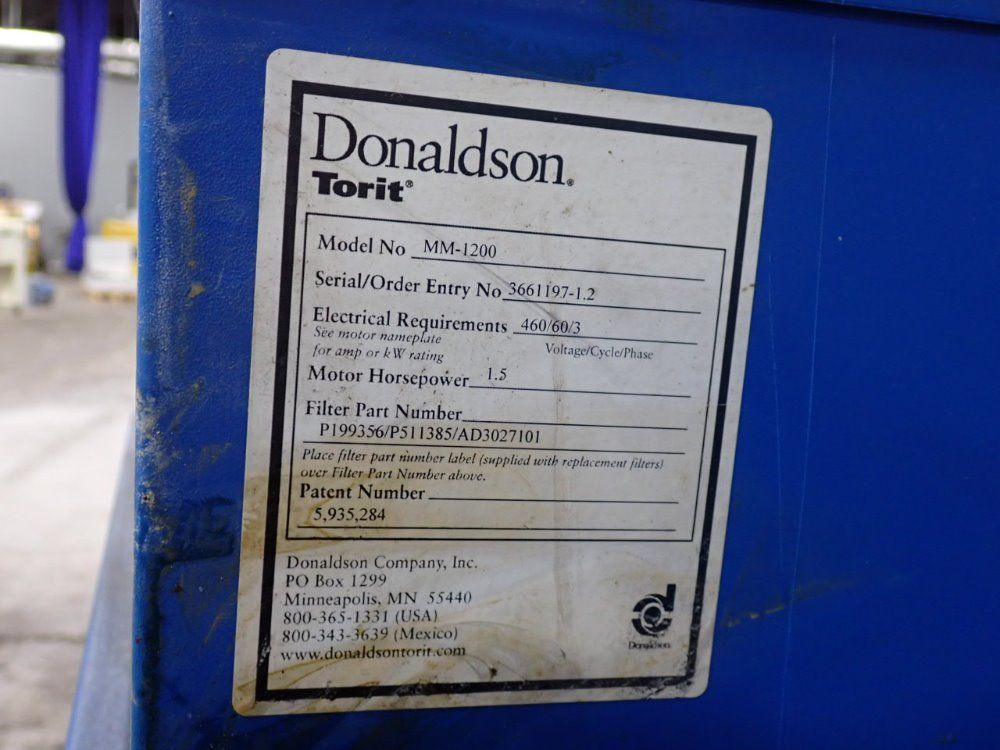 Donaldson®
Torit®
Model No MM-1200
Serial/Order Entry No 3661197-1.2
Electrical Requirements 460/60/3
See motor nameplate Voltage/Cycle/Phase
for amp or kW rating
Motor Horsepower 1.5
Filter Part Number
P199356/P511385/AD3027101
Place filter part number label (supplied with replacement filters)
over Filter Part Number above.
Patent Number
5,935,284
Donaldson Company, Inc.
PO Box 1299
Minneapolis, MN 55440
800-365-1331 (USA)
800-343-3639 (Mexico)
www.donaldsontorit.com
Donaldson